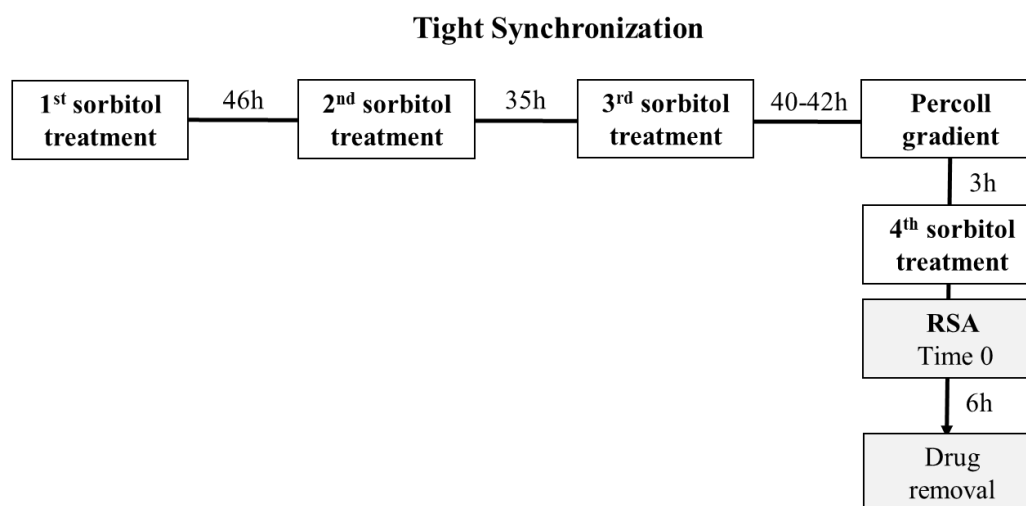 Tight Synchronization
1st sorbitol
treatment
46h
2nd sorbitol
treatment
35h
3rd sorbitol
treatment
40-42h
Percoll
gradient
3h
4th sorbitol
treatment
RSA
Time 0
6h
Drug
removal